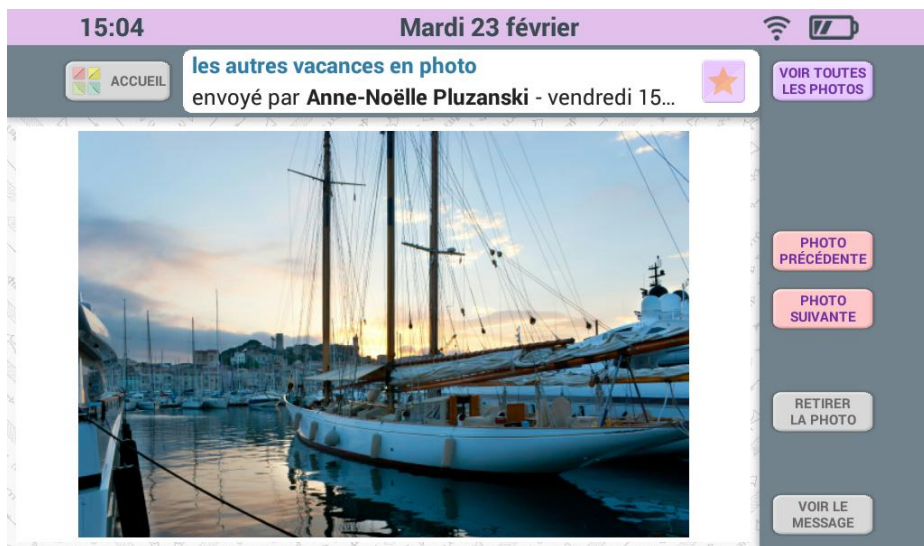 15:04
Mardi 23 février
ACCUEIL
les autres vacances en photo
envoyé par Anne-Noëlle Pluzanski - vendredi 15...
VOIR TOUTES
LES PHOTOS
PHOTO
PRÉCÉDENTE
PHOTO
SUIVANTE
RETIRER
LA PHOTO
VOIR LE
MESSAGE